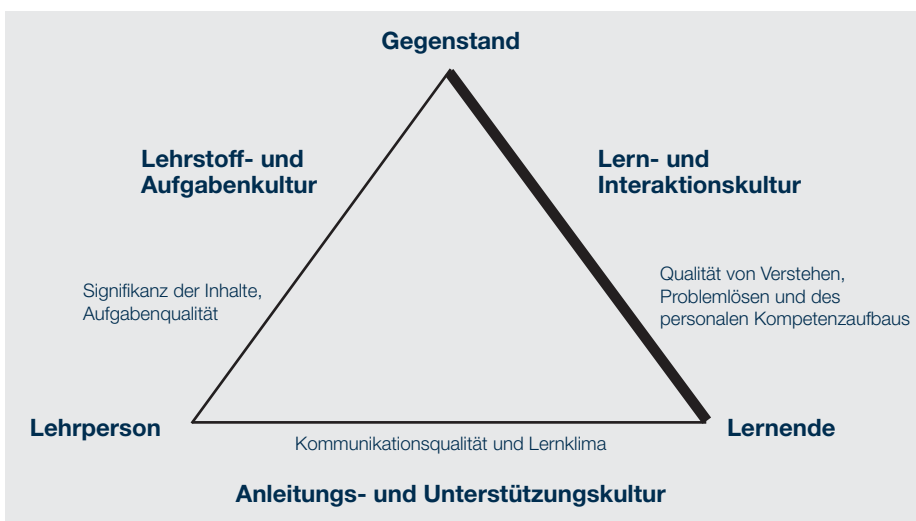 Gegenstand
Lehrstoff- und
Aufgabenkultur
Lern- und
Interaktionskultur
Signifikanz der Inhalte,
Aufgabenqualität
Qualität von Verstehen,
Problemlösen und des
personalen Kompetenzaufbaus
Lehrperson
Lernende
Kommunikationsqualität und Lernklima
Anleitungs- und Unterstützungskultur